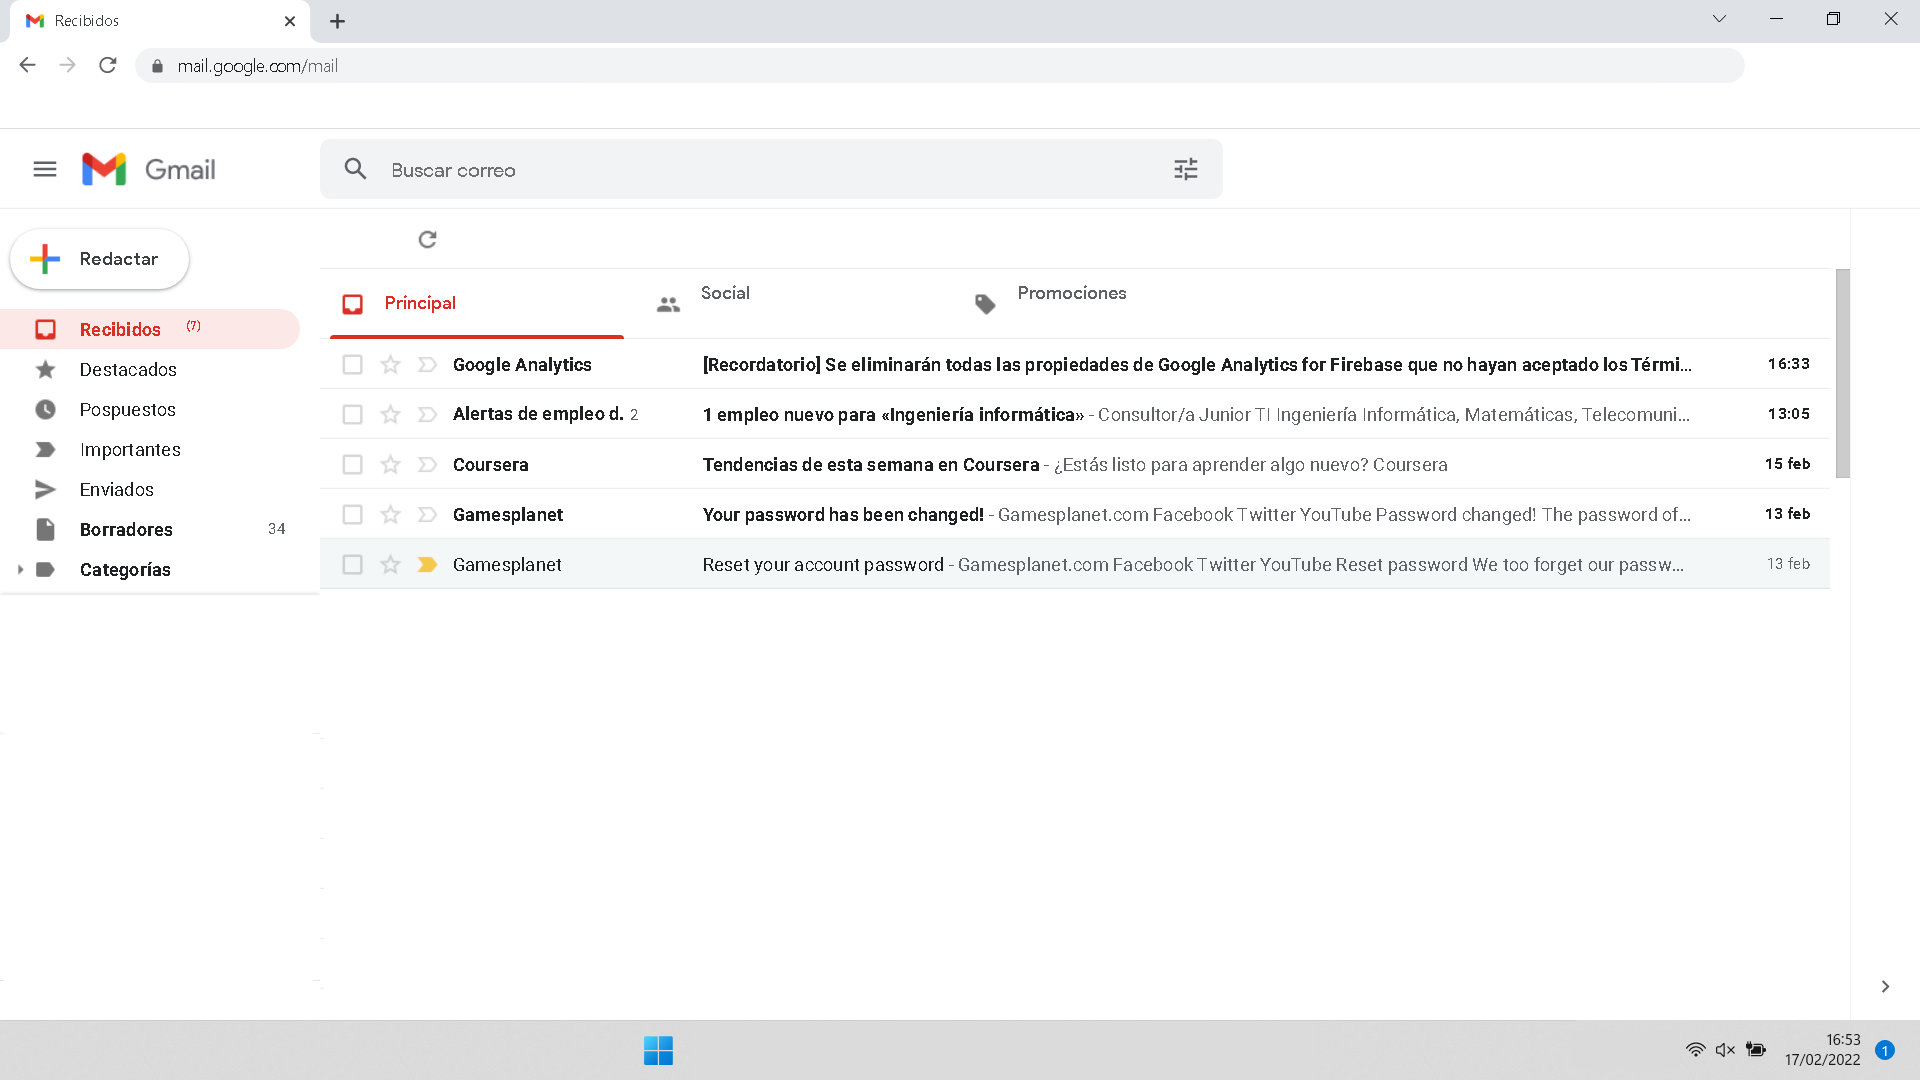 Recibidos
mail.google.com/mail
Gmail
Buscar correo
Redactar
Principal
Social
Promociones
Recibidos (7)
Destacados
Pospuestos
Importantes
Enviados
Borradores 34
Categorías
Google Analytics [Recordatorio] Se eliminarán todas las propiedades de Google Analytics for Firebase que no hayan aceptado los Térmi... 16:33
Alertas de empleo d. 2 1 empleo nuevo para «Ingeniería informática» - Consultor/a Junior TI Ingeniería Informática, Matemáticas, Telecomuni... 13:05
Coursera Tendencias de esta semana en Coursera - ¿Estás listo para aprender algo nuevo? Coursera 15 feb
Gamesplanet Your password has been changed! - Gamesplanet.com Facebook Twitter YouTube Password changed! The password of... 13 feb
Gamesplanet Reset your account password - Gamesplanet.com Facebook Twitter YouTube Reset password We too forget our passw... 13 feb
16:53
17/02/2022
1